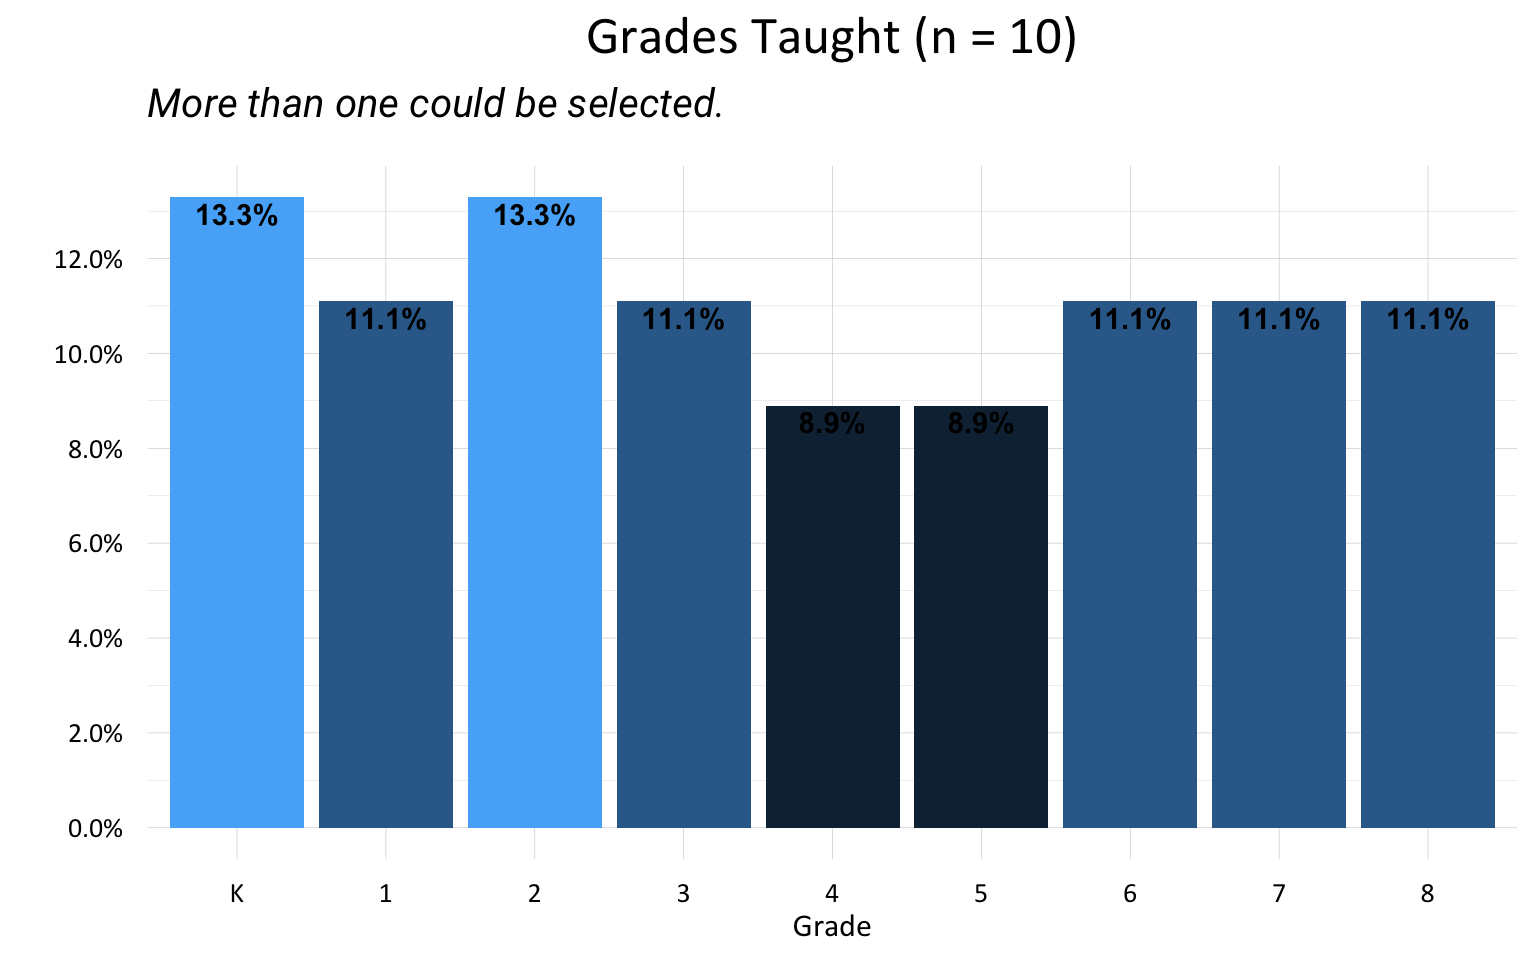 Grades Taught (n = 10)
More than one could be selected.
13.3% 13.3%
12.0%
11.1% 11.1% 11.1% 11.1% 11.1%
10.0%
8.9% 8.9%
8.0%
6.0%
4.0%
2.0%
0.0%
K 1 2 3 4 5 6 7 8
Grade